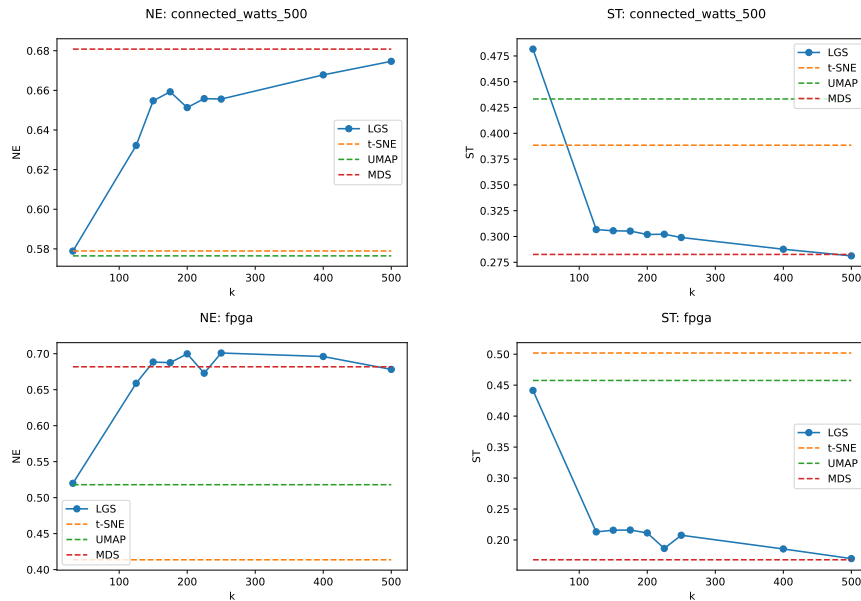 NE: connected_watts_500
NE
0.68
0.66
0.64
0.62
0.60
0.58
100
200
300
400
500
k
LGS
t-SNE
UMAP
MDS
ST: connected_watts_500
ST
0.475
0.450
0.425
0.400
0.375
0.350
0.325
0.300
0.275
100
200
300
400
500
k
LGS
t-SNE
UMAP
MDS
NE: fpga
NE
0.70
0.65
0.60
0.55
0.50
0.45
0.40
100
200
300
400
500
k
LGS
t-SNE
UMAP
MDS
ST: fpga
ST
0.50
0.45
0.40
0.35
0.30
0.25
0.20
100
200
300
400
500
k
LGS
t-SNE
UMAP
MDS